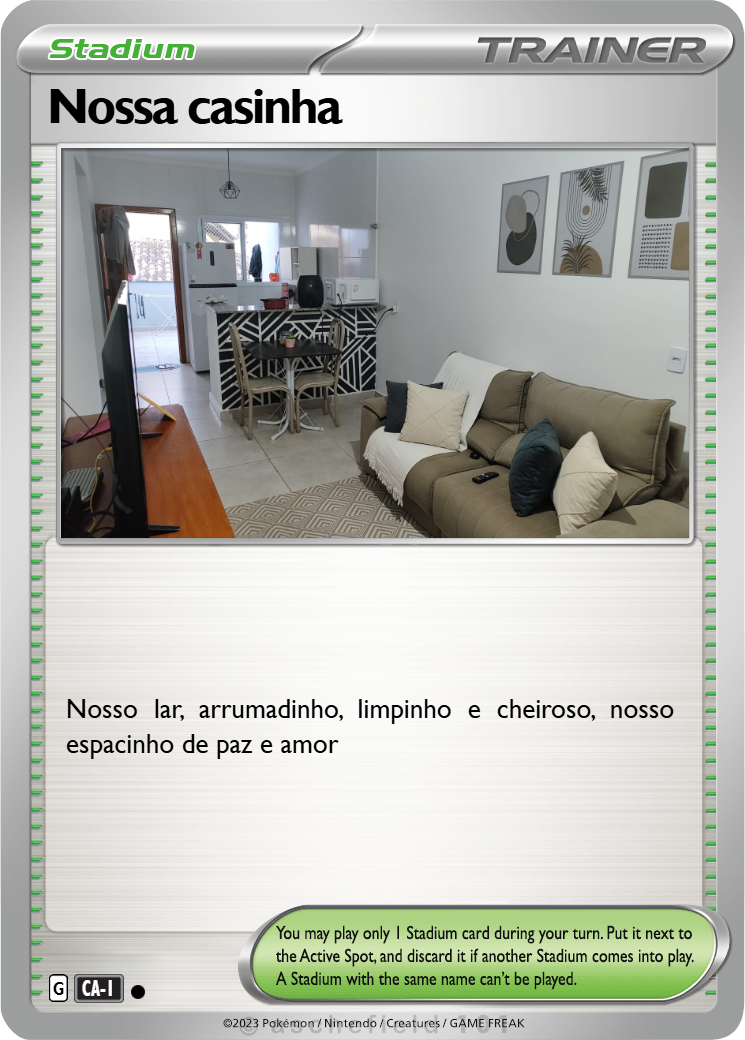 Stadium
TRAINER
Nossa casinha
Nosso lar, arrumadinho, limpinho e cheiroso, nosso
espacinho de paz e amor
You may play only 1 Stadium card during your turn. Put it next to
the Active Spot, and discard it if another Stadium comes into play.
A Stadium with the same name can't be played.
G CA-1
©2023 Pokémon / Nintendo / Creatures / GAME FREAK